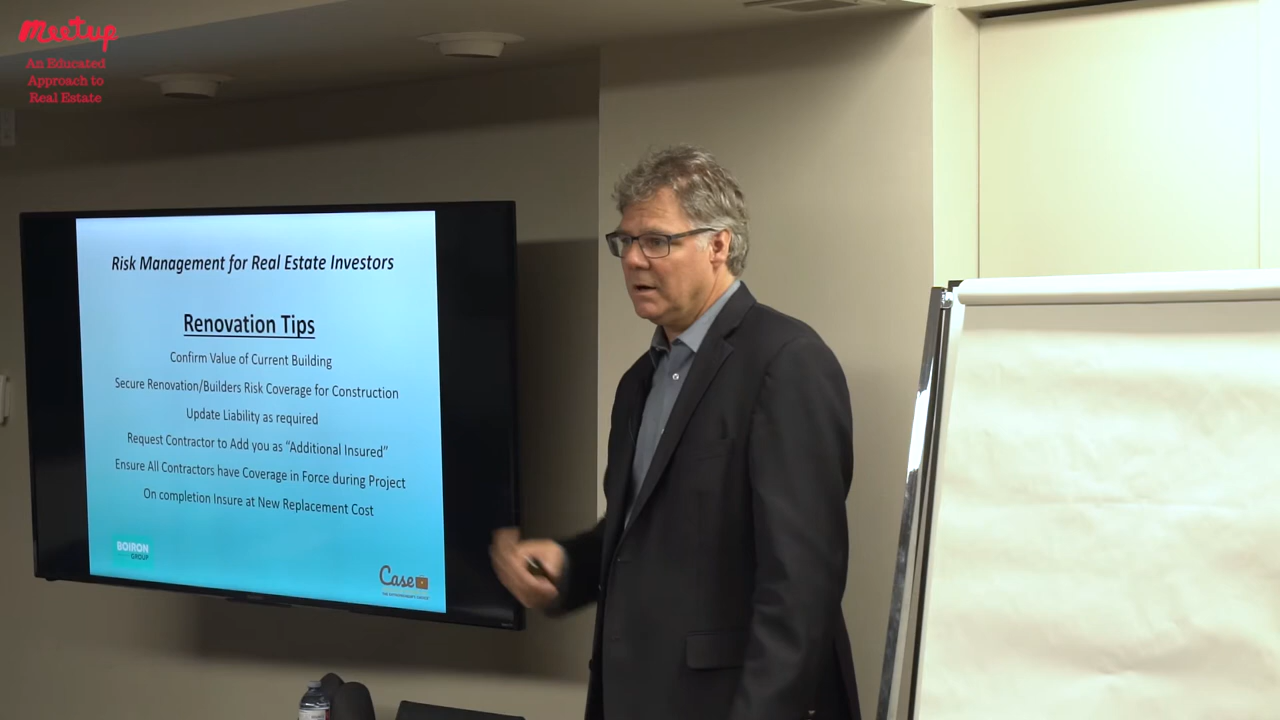 Meetup
An Educated
Approach to
Real Estate
Risk Management for Real Estate Investors
Renovation Tips
Confirm Value of Current Building
Secure Renovation/Builders Risk Coverage for Construction
Update Liability as required
Request Contractor to Add you as “Additional Insured”
Ensure All Contractors have Coverage in Force during Project
On completion Insure at New Replacement Cost
BOIRON
GROUP
Case